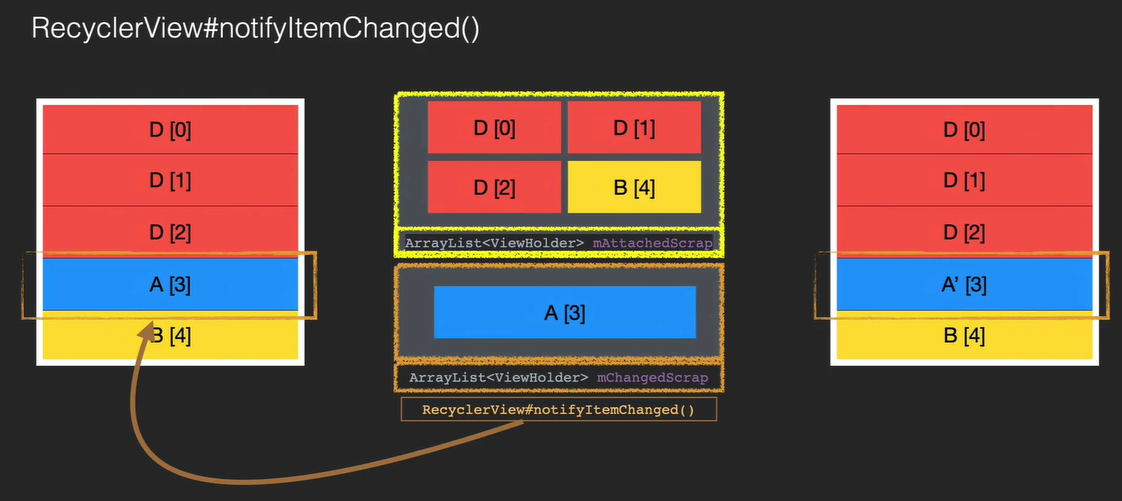 RecyclerView#notifyItemChanged()
D [0]
D [1]
D [2]
A [3]
B [4]
D [0]
D [1]
D [2]
B [4]
ArrayList<ViewHolder> mAttachedScrap
A [3]
ArrayList<ViewHolder> mChangedScrap
RecyclerView#notifyItemChanged()
D [0]
D [1]
D [2]
A’ [3]
B [4]